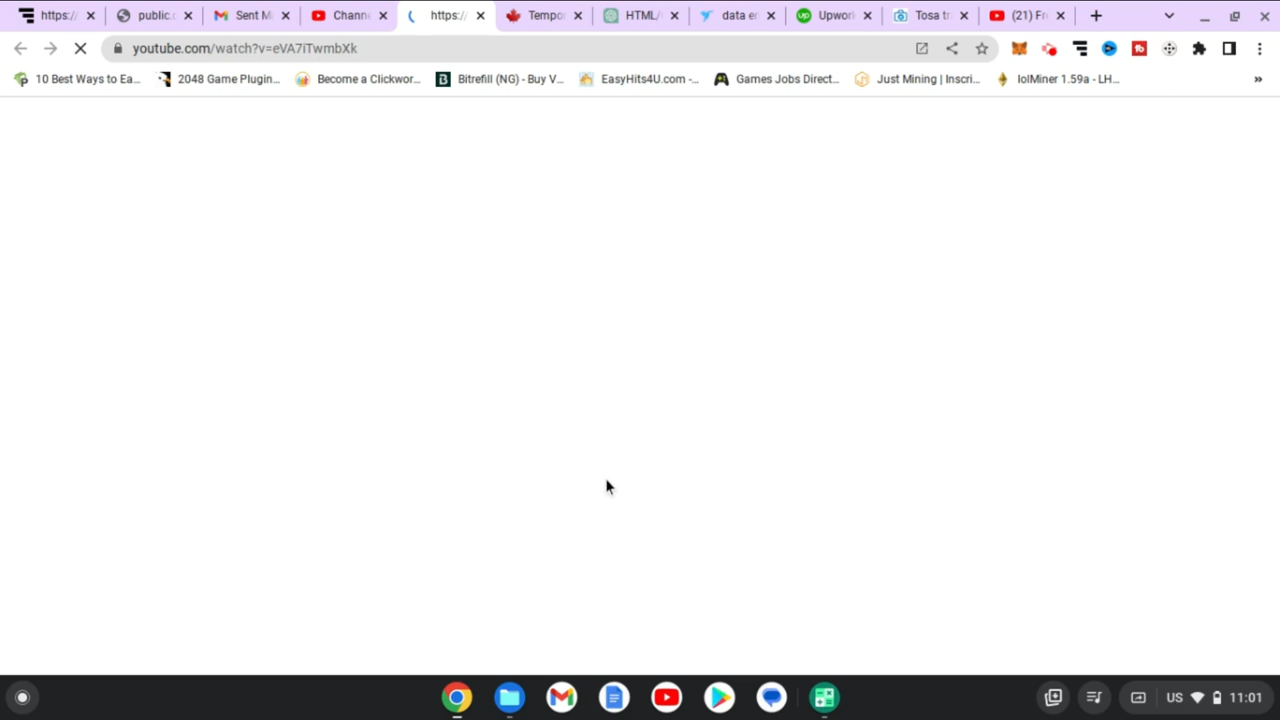 https:/
public.c
Sent M
Channe
https:/
Tempo
HTML/
data e
Upwor
Tosa tr
(21) Fr
youtube.com/watch?v=eVA7iTwmbXk
10 Best Ways to Ea...
2048 Game Plugin...
Become a Clickwor...
Bitrefill (NG) - Buy V...
EasyHits4U.com -...
Games Jobs Direct...
Just Mining | Inscri...
lolMiner 1.59a - LH...
US
11:01